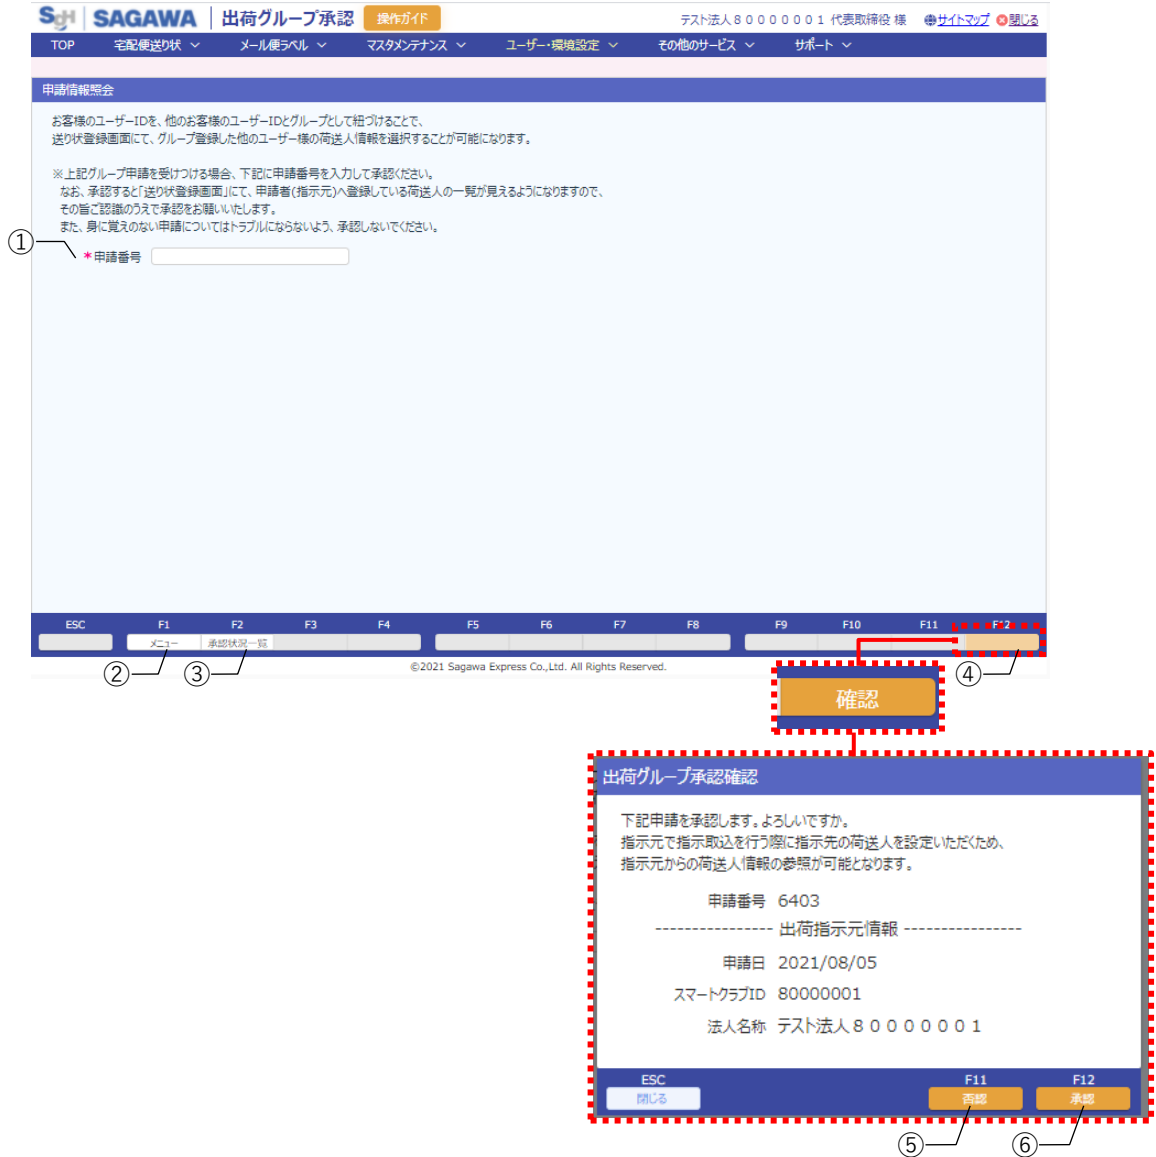 SGH SAGAWA 出荷グループ承認 操作ガイド テスト法人８００００００１ 代表取締役 様 サイトマップ 閉じる
TOP 宅配便送り状 メール便ラベル マスタメンテナンス ユーザー・環境設定 その他のサービス サポート
申請情報照会
お客様のユーザーIDを、他のお客様のユーザーIDとグループとして紐づけることで、
送り状登録画面にて、グループ登録した他のユーザー様の荷送人情報を選択することが可能になります。
※上記グループ申請を受けつける場合、下記に申請番号を入力して承認ください。
なお、承認すると「送り状登録画面」にて、申請者(指示元)へ登録している荷送人の一覧が見えるようになりますので、
その旨ご認識のうえで承認をお願いいたします。
また、身に覚えのない申請についてはトラブルにならないよう、承認しないでください。
①
*申請番号
ESC F1 F2 F3 F4 F5 F6 F7 F8 F9 F10 F11 F12
メニュー 承認状況一覧
©2021 Sagawa Express Co.,Ltd. All Rights Reserved.
② ③ ④
確認
出荷グループ承認確認
下記申請を承認します。よろしいですか。
指示元で指示取込を行う際に指示先の荷送人を設定いただくため、
指示元からの荷送人情報の参照が可能となります。
申請番号 6403
---------------- 出荷指示元情報 ----------------
申請日 2021/08/05
スマートクラブID 80000001
法人名称 テスト法人８００００００１
ESC F11 F12
閉じる 否認 承認
⑤ ⑥